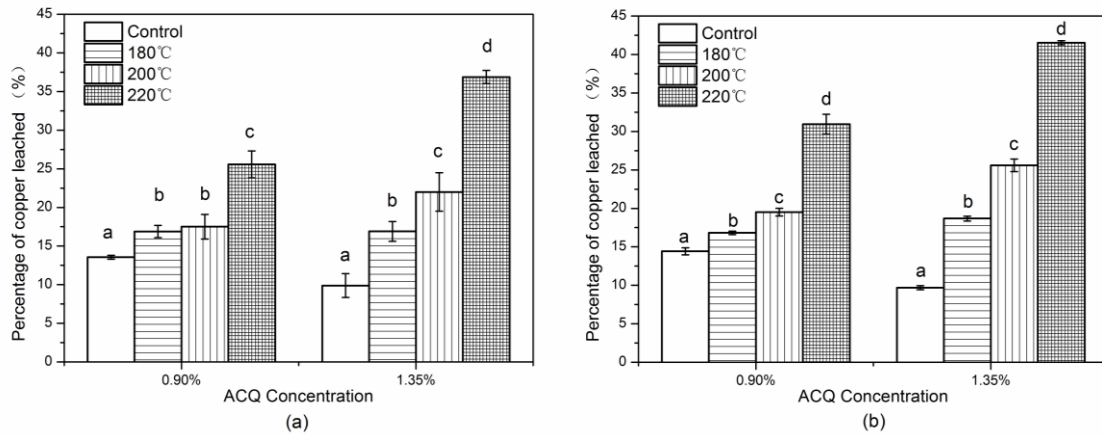 Percentage of copper leached (%)
45
40
35
30
25
20
15
10
5
0
Control
180℃
200℃
220℃
a
b
b
c
a
b
c
d
0.90%
1.35%
ACQ Concentration
(a)
Percentage of copper leached (%)
45
40
35
30
25
20
15
10
5
0
Control
180℃
200℃
220℃
a
b
c
d
a
b
c
d
0.90%
1.35%
ACQ Concentration
(b)